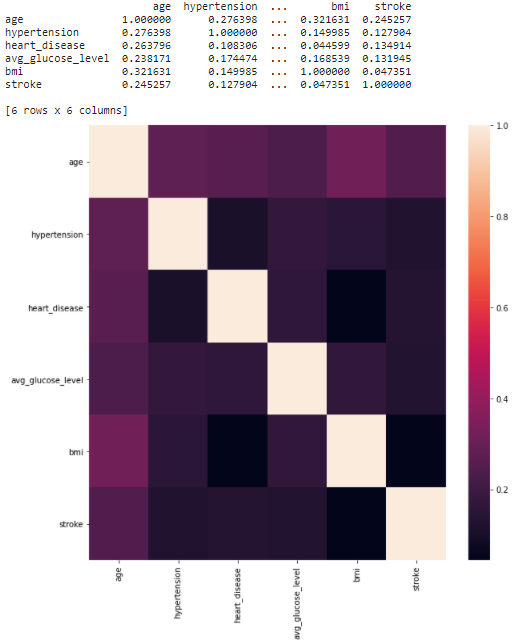 age hypertension ... bmi stroke
age 1.000000 0.276398 ... 0.321631 0.245257
hypertension 0.276398 1.000000 ... 0.149985 0.127904
heart_disease 0.263796 0.108306 ... 0.044599 0.134914
avg_glucose_level 0.238171 0.174474 ... 0.168539 0.131945
bmi 0.321631 0.149985 ... 1.000000 0.047351
stroke 0.245257 0.127904 ... 0.047351 1.000000
[6 rows x 6 columns]
age
hypertension
heart_disease
avg_glucose_level
bmi
stroke
age
hypertension
heart_disease
avg_glucose_level
bmi
stroke
1.0
0.8
0.6
0.4
0.2